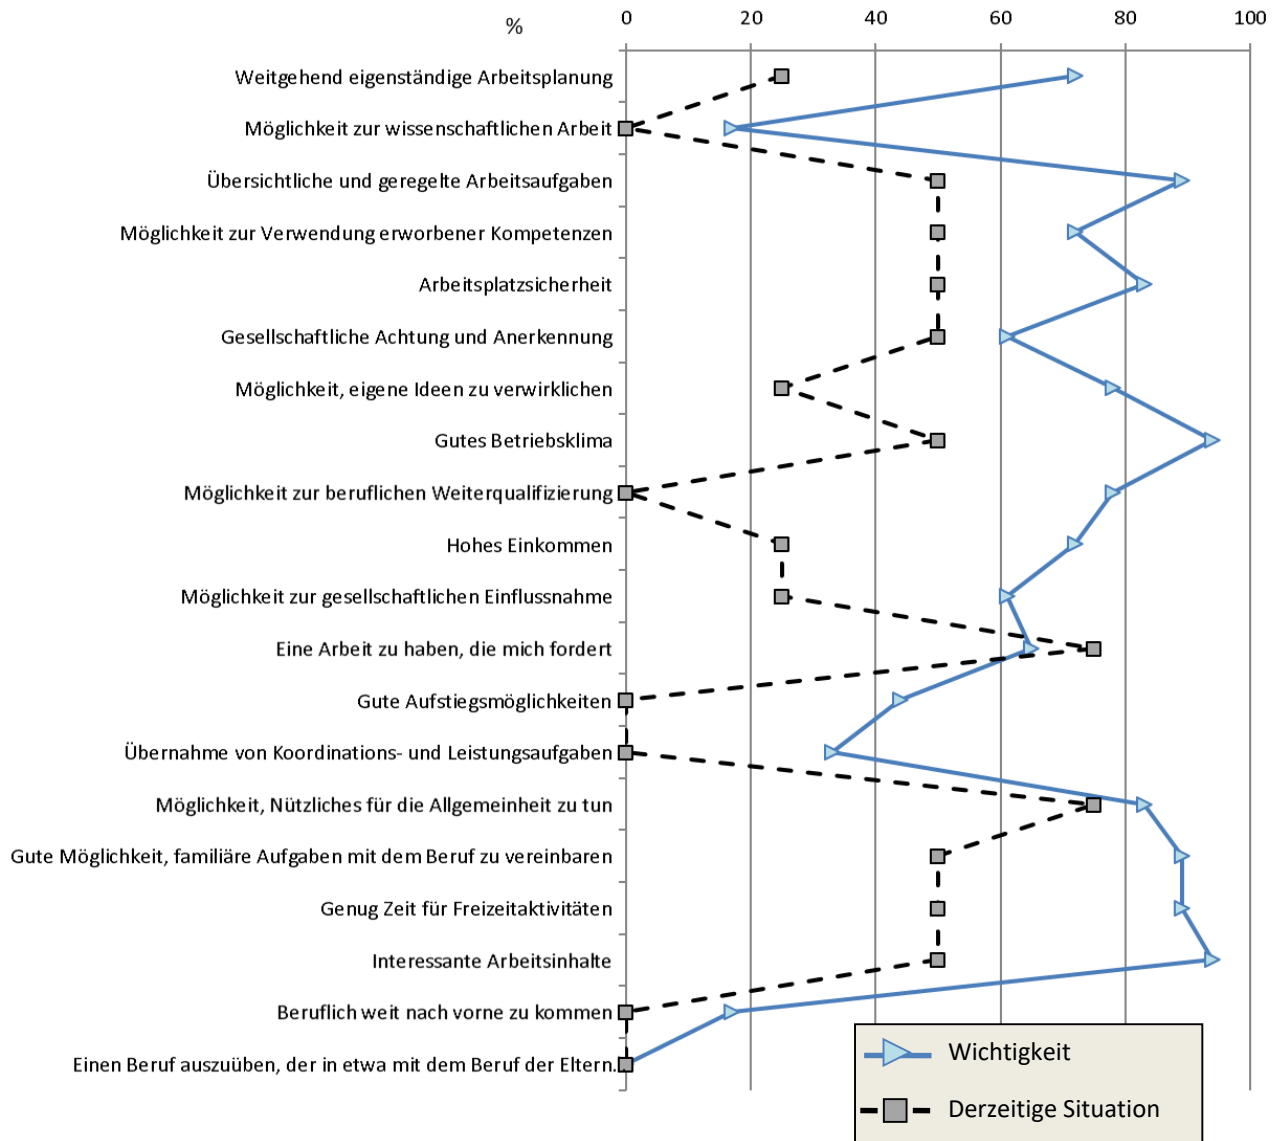 % 0 20 40 60 80 100
Weitgehend eigenständige Arbeitsplanung
Möglichkeit zur wissenschaftlichen Arbeit
Übersichtliche und geregelte Arbeitsaufgaben
Möglichkeit zur Verwendung erworbener Kompetenzen
Arbeitsplatzsicherheit
Gesellschaftliche Achtung und Anerkennung
Möglichkeit, eigene Ideen zu verwirklichen
Gutes Betriebsklima
Möglichkeit zur beruflichen Weiterqualifizierung
Hohes Einkommen
Möglichkeit zur gesellschaftlichen Einflussnahme
Eine Arbeit zu haben, die mich fordert
Gute Aufstiegsmöglichkeiten
Übernahme von Koordinations- und Leistungsaufgaben
Möglichkeit, Nützliches für die Allgemeinheit zu tun
Gute Möglichkeit, familiäre Aufgaben mit dem Beruf zu vereinbaren
Genug Zeit für Freizeitaktivitäten
Interessante Arbeitsinhalte
Beruflich weit nach vorne zu kommen
Einen Beruf auszuüben, der in etwa mit dem Beruf der Eltern.
Wichtigkeit
Derzeitige Situation